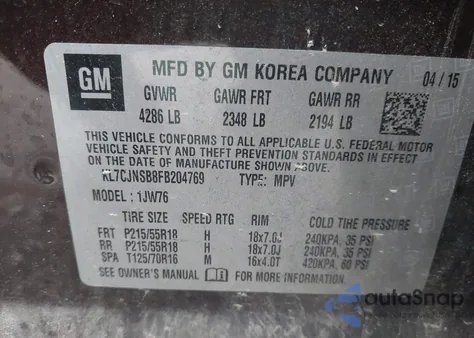 GM MFD BY GM KOREA COMPANY 04/15
GVWR GAWR FRT GAWR RR
4286 LB 2348 LB 2194 LB
THIS VEHICLE CONFORMS TO ALL APPLICABLE U.S. FEDERAL MOTOR
VEHICLE SAFETY AND THEFT PREVENTION STANDARDS IN EFFECT ON
THE DATE OF MANUFACTURE SHOWN ABOVE.
KL7CJNSB8FB204769 TYPE: MPV
MODEL: 1JW76
TIRE SIZE SPEED RTG RIM COLD TIRE PRESSURE
FRT P215/55R18 H 18x7.0J 240KPA, 35 PSI
RR P215/55R18 H 18x7.0J 240KPA, 35 PSI
SPA T125/70R16 M 16x4.0T 420KPA, 60 PSI
SEE OWNER'S MANUAL FOR MORE INFORMATION
autoSnap